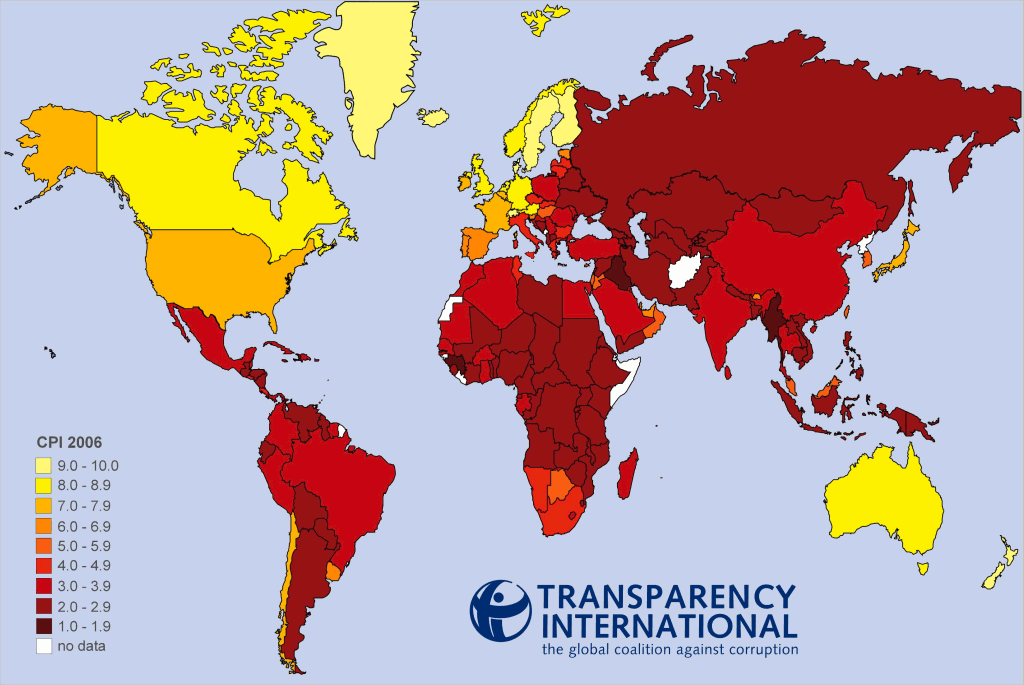 CPI 2006
9.0 - 10.0
8.0 - 8.9
7.0 - 7.9
6.0 - 6.9
5.0 - 5.9
4.0 - 4.9
3.0 - 3.9
2.0 - 2.9
1.0 - 1.9
no data
TRANSPARENCY
INTERNATIONAL
the global coalition against corruption